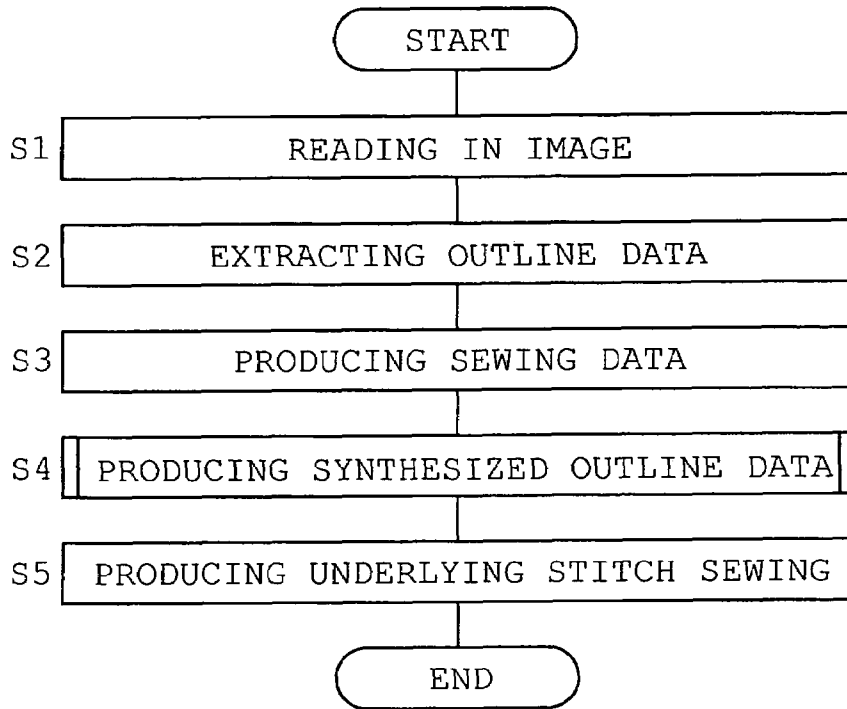 START
S1 READING IN IMAGE
S2 EXTRACTING OUTLINE DATA
S3 PRODUCING SEWING DATA
S4 PRODUCING SYNTHESIZED OUTLINE DATA
S5 PRODUCING UNDERLYING STITCH SEWING
END